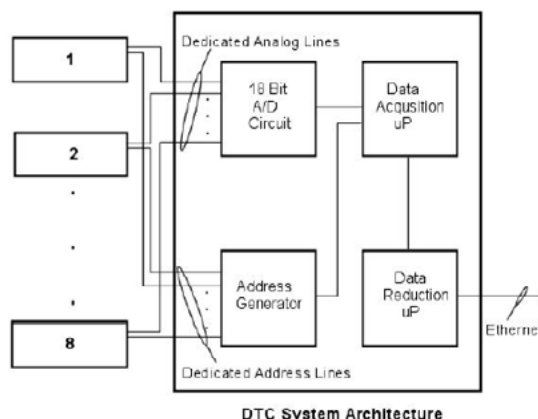 Dedicated Analog Lines
1
2
8
18 Bit
A/D
Circuit
Data
Acqusition
uP
Address
Generator
Data
Reduction
uP
Etherne
Dedicated Address Lines
DTC System Architecture